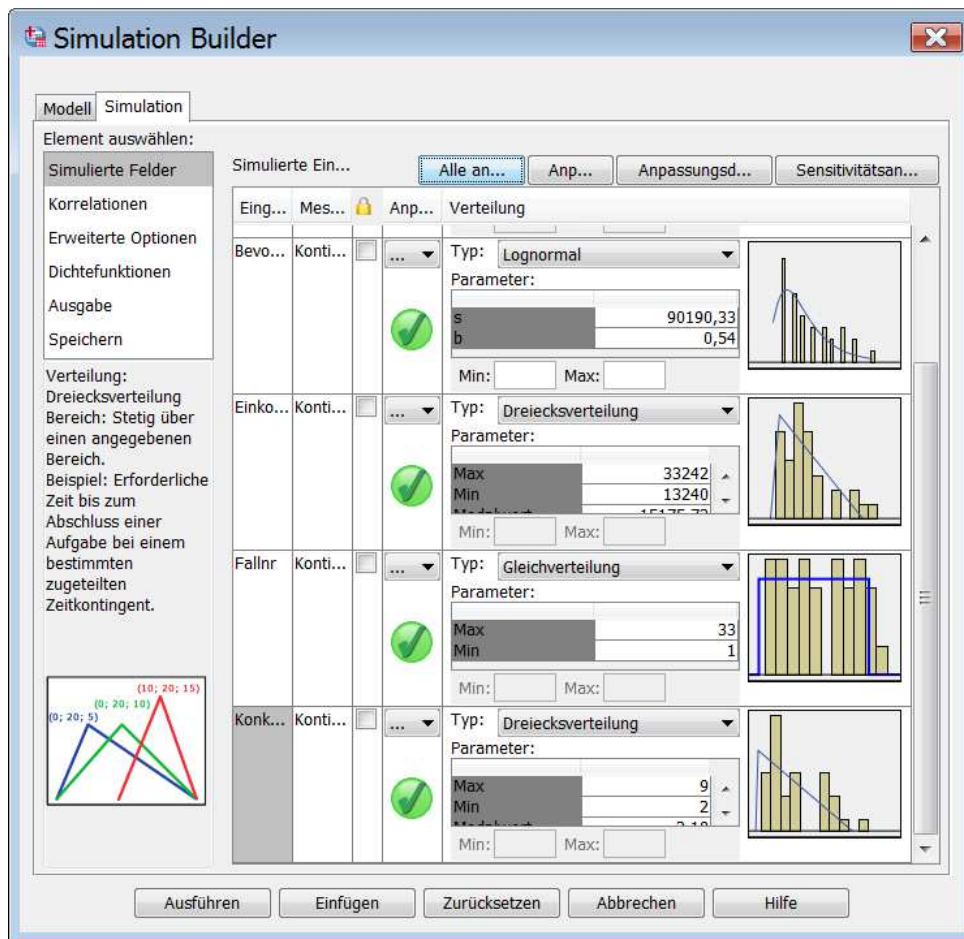 Simulation Builder
Modell Simulation
Element auswählen:
Simulierte Felder
Korrelationen
Erweiterte Optionen
Dichtefunktionen
Ausgabe
Speichern
Verteilung:
Dreiecksverteilung
Bereich: Stetig über
einen angegebenen
Bereich.
Beispiel: Erforderliche
Zeit bis zum
Abschluss einer
Aufgabe bei einem
bestimmten
zugeteilten
Zeitkontingent.
(10; 20; 15)
(0; 20; 10)
(0; 20; 5)
Simulierte Ein... Alle an... Anp... Anpassungsd... Sensitivitätsan...
Eing... Mes... Anp... Verteilung
Bevo... Konti... ... Typ: Lognormal
Parameter:
s 90190,33
b 0,54
Min: Max:
Einko... Konti... ... Typ: Dreiecksverteilung
Parameter:
Max 33242
Min 13240
Modalwert 15175,72
Min: Max:
Fallnr Konti... ... Typ: Gleichverteilung
Parameter:
Max 33
Min 1
Min: Max:
Konk... Konti... ... Typ: Dreiecksverteilung
Parameter:
Max 9
Min 2
Min: Max:
Ausführen Einfügen Zurücksetzen Abbrechen Hilfe